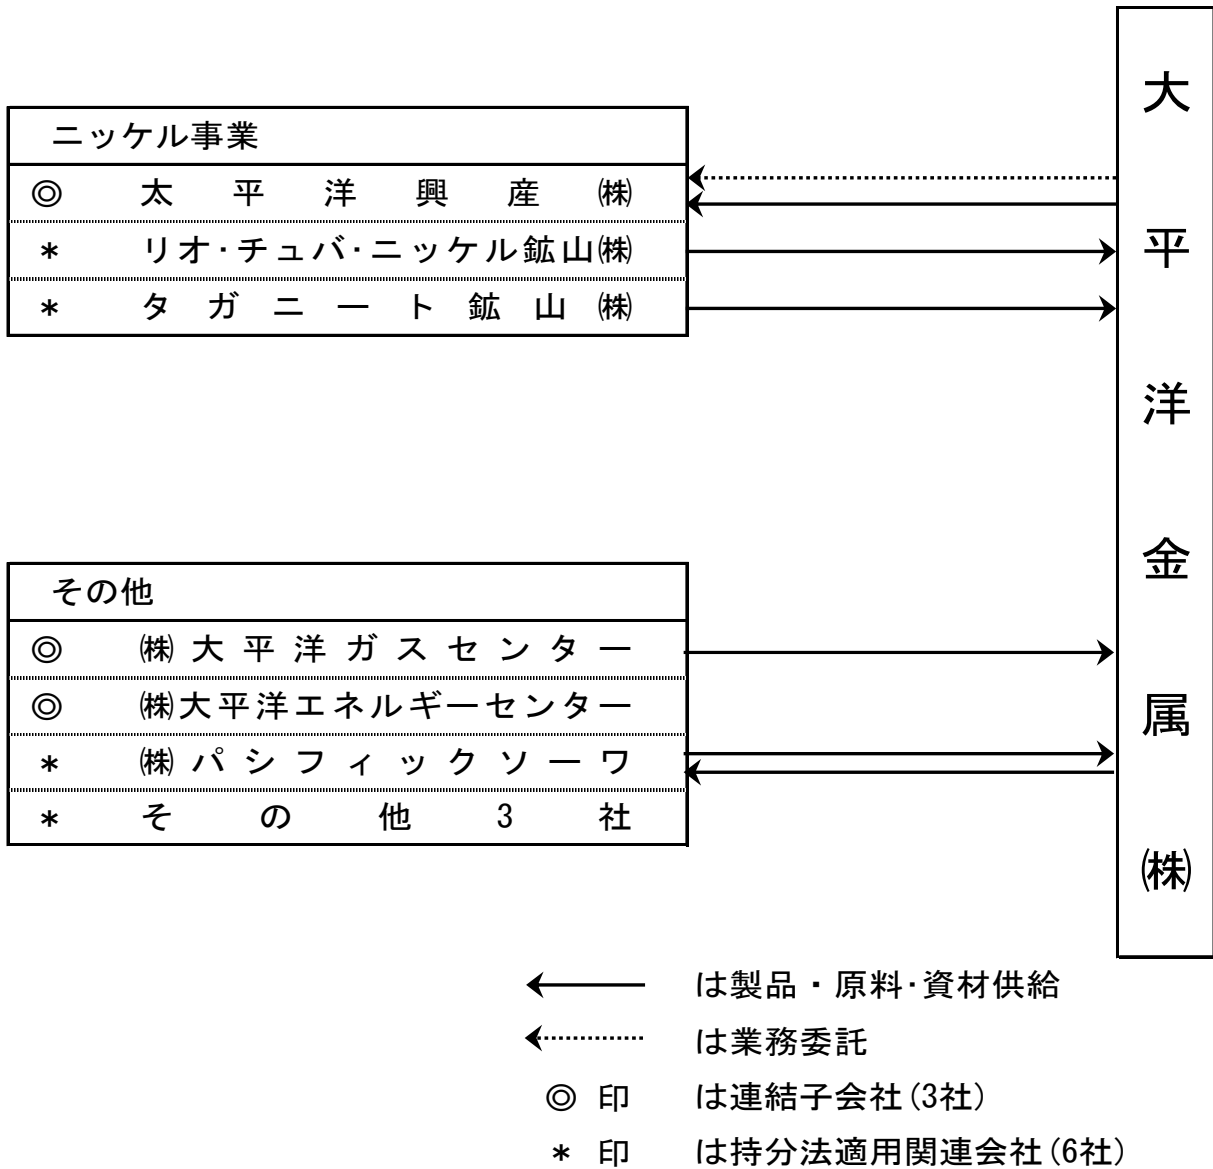 大平洋金属㈱
ニッケル事業
◎ 太平洋興産㈱
* リオ・チュバ・ニッケル鉱山㈱
* タガニート鉱山㈱
その他
◎ ㈱大平洋ガスセンター
◎ ㈱大平洋エネルギーセンター
* ㈱パシフィックソーワ
* その他3社
は製品・原料・資材供給
は業務委託
◎ 印 は連結子会社(3社)
* 印 は持分法適用関連会社(6社)